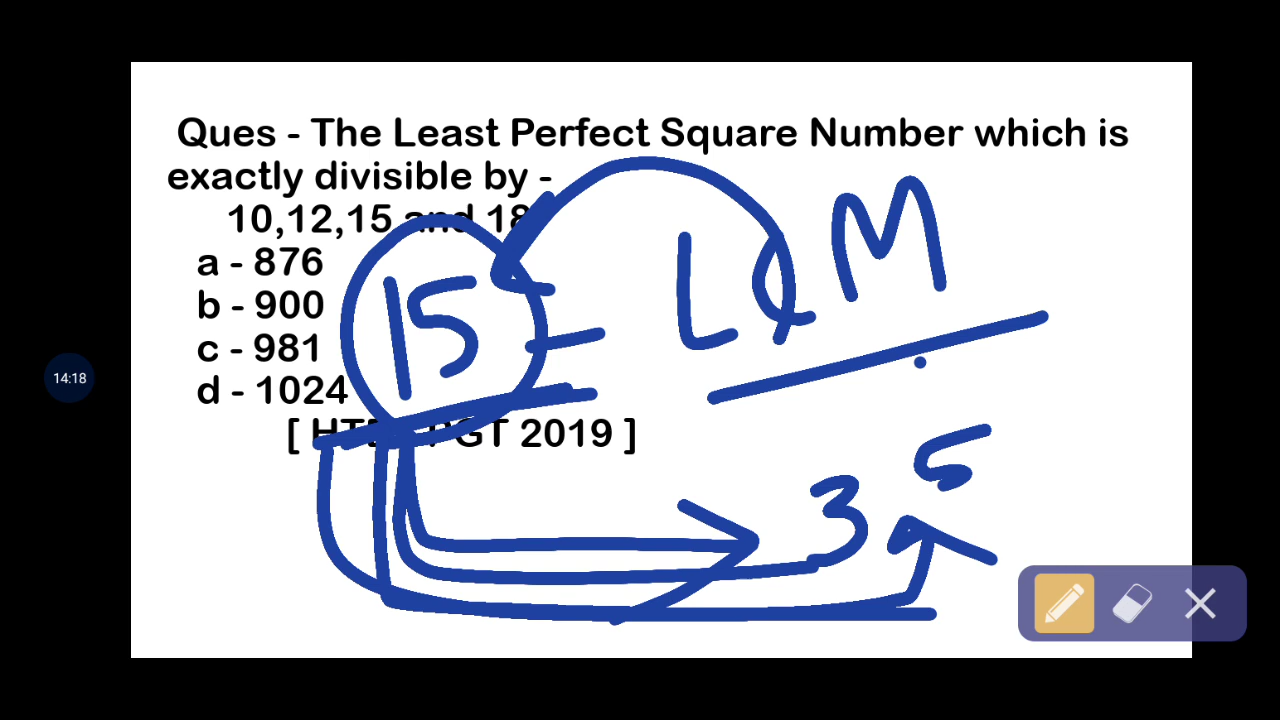 Ques - The Least Perfect Square Number which is
exactly divisible by -
10,12,15 and 18
a - 876
b - 900
c - 981
d - 1024
[ PGT 2019 ]
15 - LCM
3 5
14:18